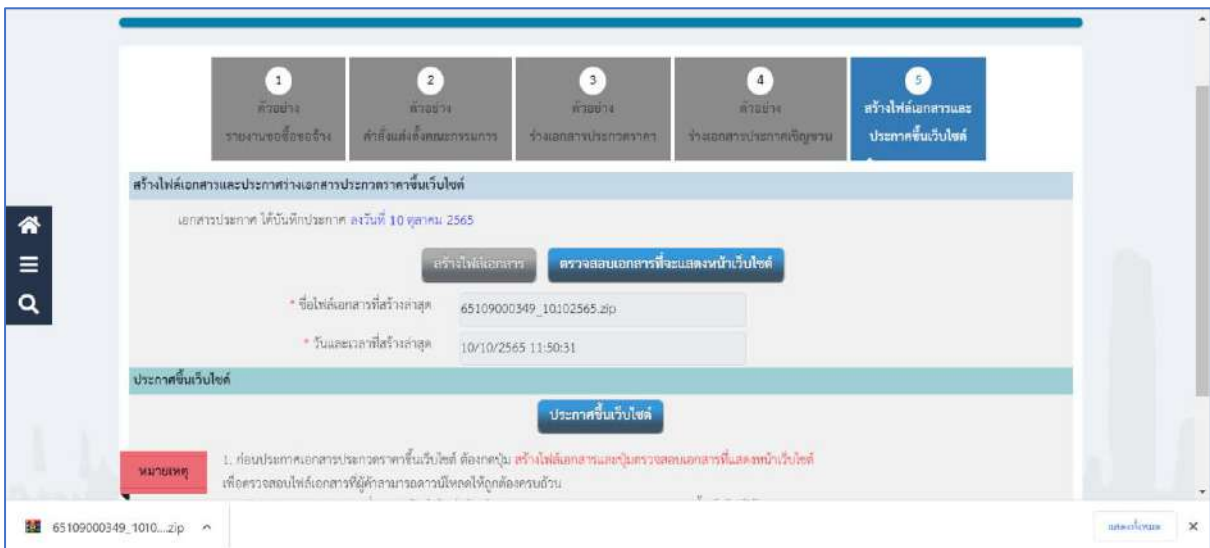 1
2
3
4
5
ตัวอย่าง
ตัวอย่าง
ตัวอย่าง
ตัวอย่าง
สร้างไฟล์เอกสารและ
รายงานขอซื้อขอจ้าง
คำสั่งแต่งตั้งคณะกรรมการ
ร่างเอกสารประกวดราคา
ร่างเอกสารประกาศเชิญชวน
ประกาศขึ้นเว็บไซต์
สร้างไฟล์เอกสารและประกาศร่างเอกสารประกวดราคาขึ้นเว็บไซต์
เอกสารประกาศ ได้บันทึกประกาศ ลงวันที่ 10 ตุลาคม 2565
สร้างไฟล์เอกสาร
ตรวจสอบเอกสารที่จะแสดงหน้าเว็บไซต์
* ชื่อไฟล์เอกสารที่สร้างล่าสุด
65109000349_10102565.zip
* วันและเวลาที่สร้างล่าสุด
10/10/2565 11:50:31
ประกาศขึ้นเว็บไซต์
ประกาศขึ้นเว็บไซต์
หมายเหตุ
1. ก่อนประกาศเอกสารประกวดราคาขึ้นเว็บไซต์ ต้องกดปุ่ม สร้างไฟล์เอกสารและปุ่มตรวจสอบเอกสารที่แสดงหน้าเว็บไซต์
เพื่อตรวจสอบไฟล์เอกสารที่ผู้ค้าสามารถดาวน์โหลดให้ถูกต้องครบถ้วน
65109000349_1010....zip
แสดงทั้งหมด